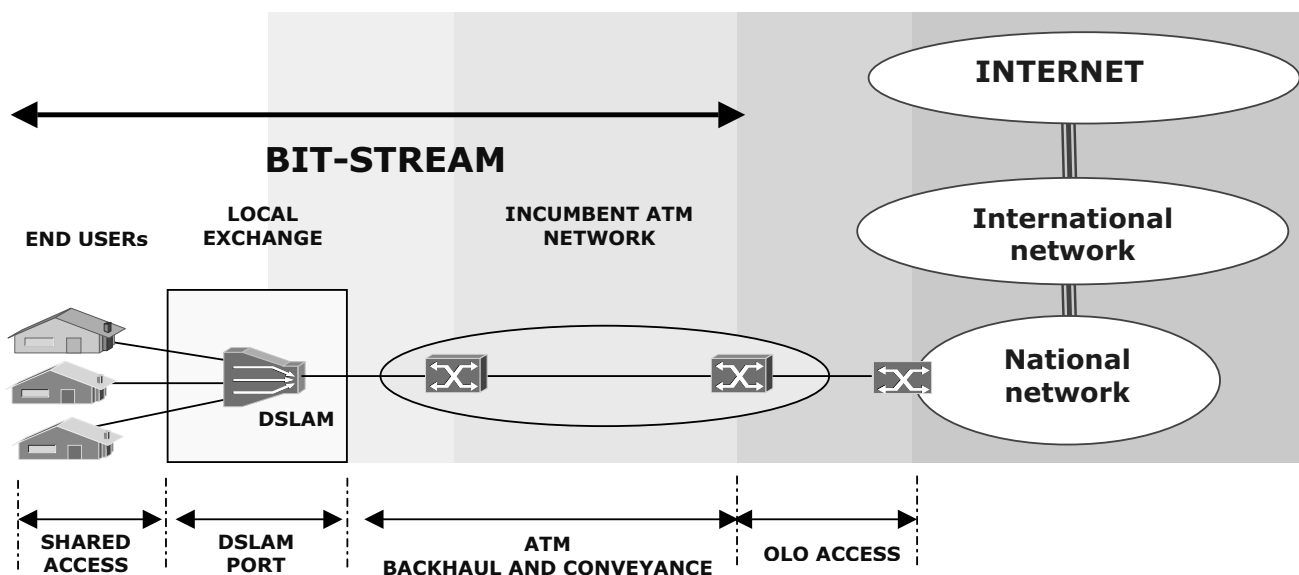 INTERNET
BIT-STREAM
END USERs
LOCAL
EXCHANGE
INCUMBENT ATM
NETWORK
International
network
DSLAM
National
network
SHARED
ACCESS
DSLAM
PORT
ATM
BACKHAUL AND CONVEYANCE
OLO ACCESS